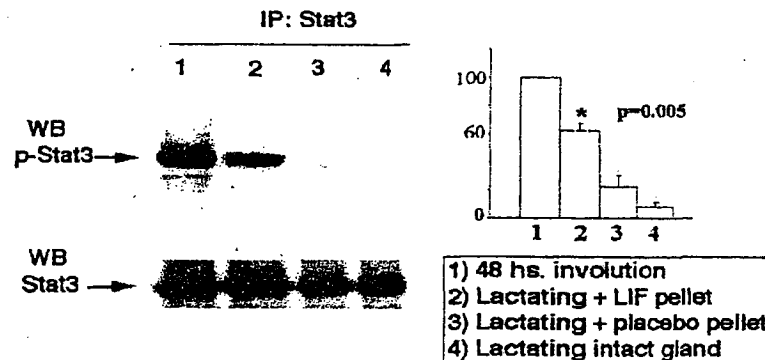 IP: Stat3
1 2 3 4
WB
p-Stat3
WB
Stat3
100
60
0
* p=0.005
1 2 3 4
1) 48 hs. involution
2) Lactating + LIF pellet
3) Lactating + placebo pellet
4) Lactating intact gland